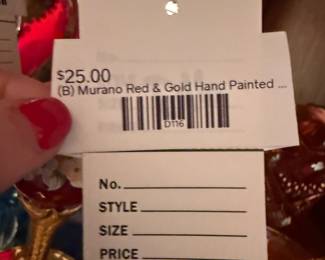 $25.00
(B) Murano Red & Gold Hand Painted ...
D116
No.
STYLE
SIZE
PRICE